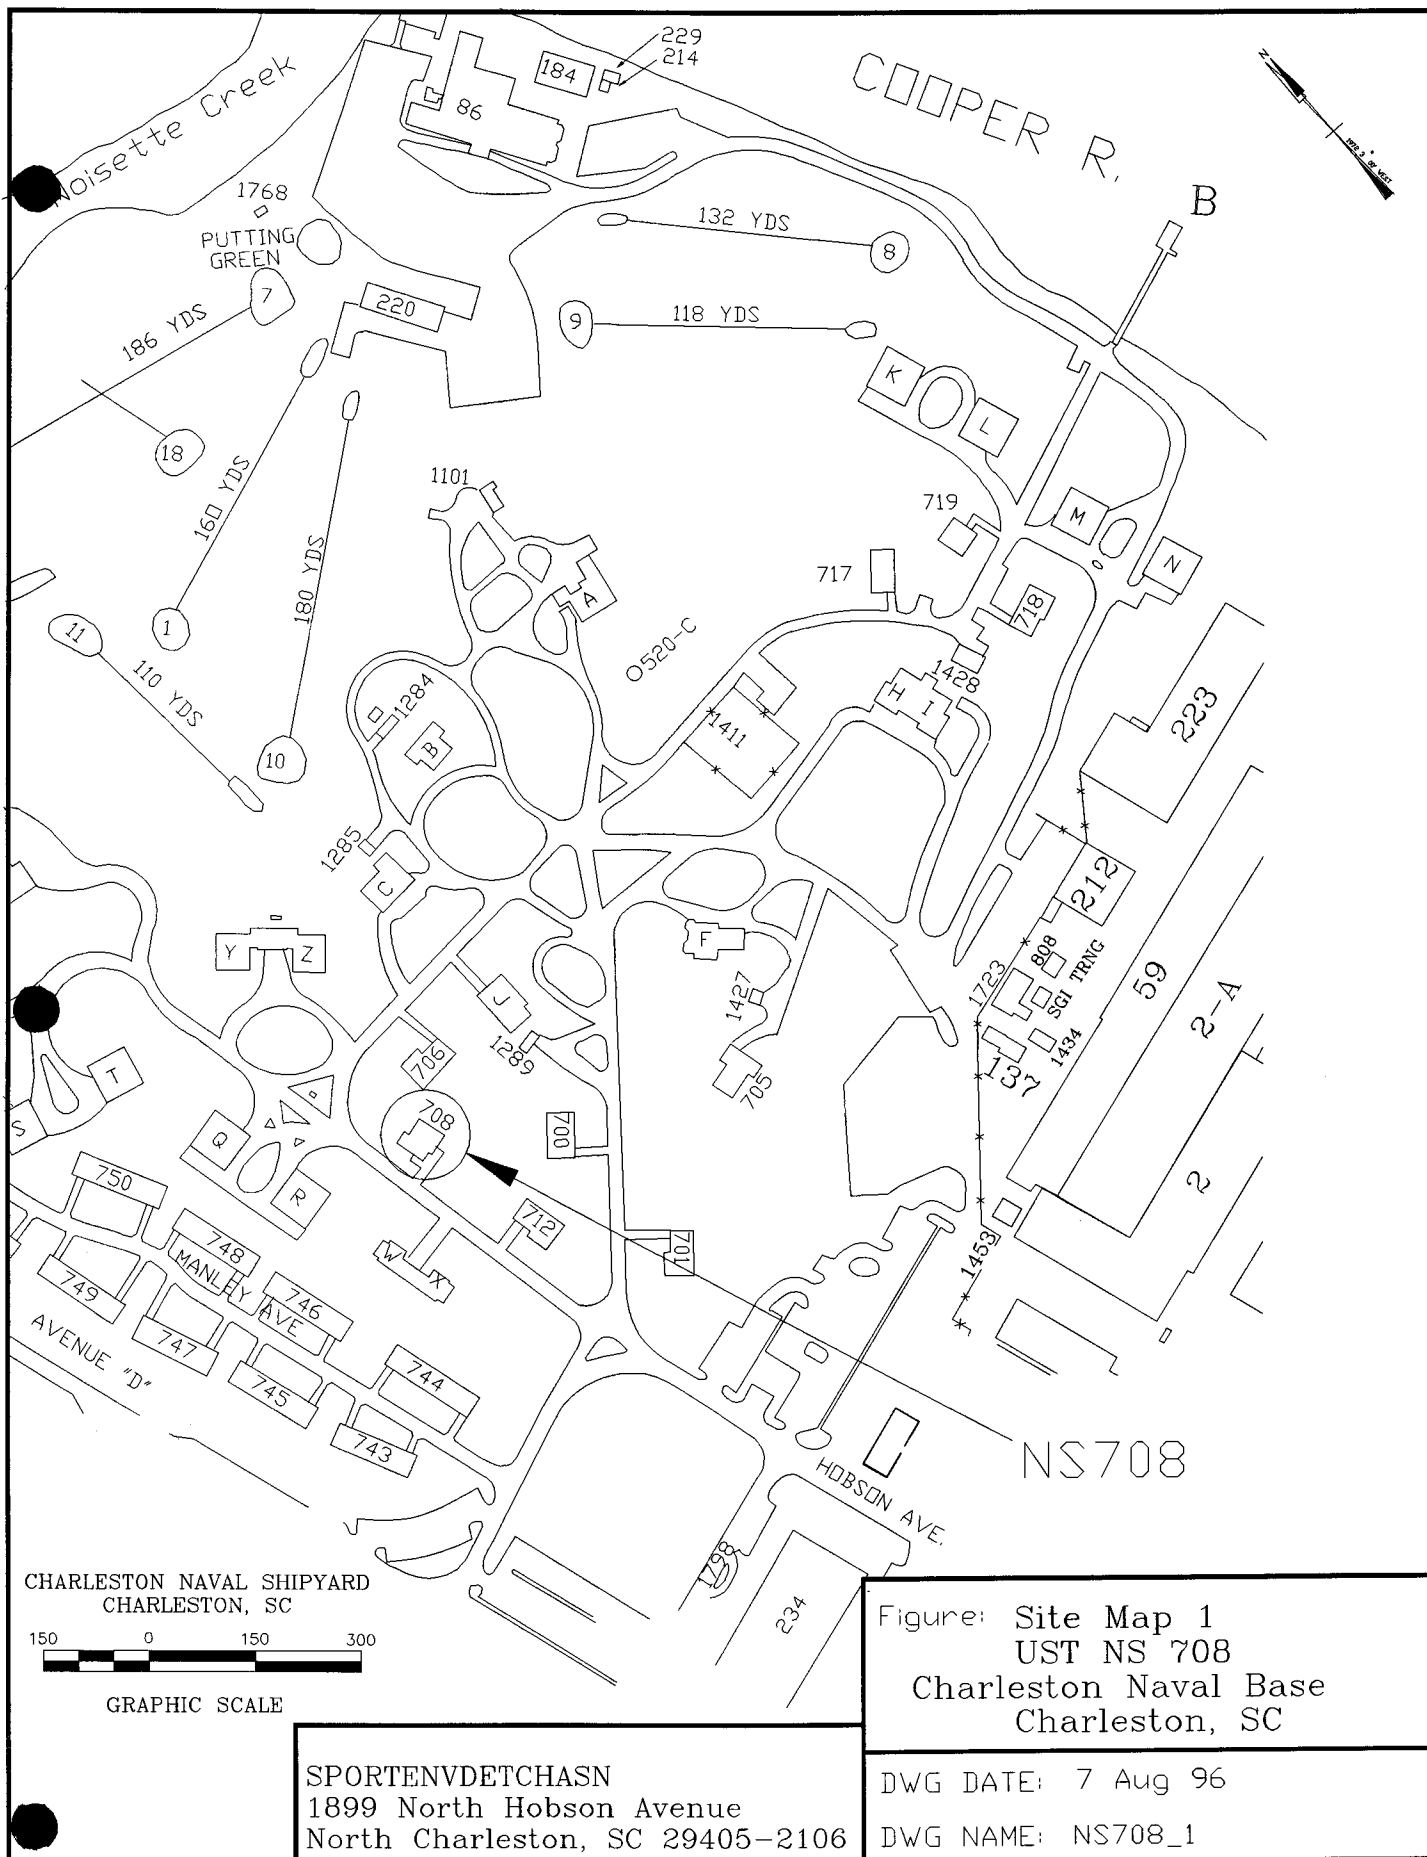 229
214
184
COOPER R.
86
Noisette Creek
N
1768
PUTTING
GREEN
B
132 YDS
8
7
220
9
118 YDS
186 YDS
K
L
18
160 YDS
1101
719
M
180 YDS
717
N
A
718
11
1
520-C
1428
110 YDS
1284
H
I
223
B
1411
10
1285
C
212
Y
Z
F
808
SGI TRNG
59
1723
J
1427
2-A
1289
1434
137
706
705
T
708
700
S
Q
2
750
R
712
748
W
X
701
1453
MANLEY AVE
749
746
747
AVENUE "D"
744
745
743
NS708
HOBSON AVE.
1798
234
CHARLESTON NAVAL SHIPYARD
CHARLESTON, SC
150 0 150 300
GRAPHIC SCALE
Figure: Site Map 1
UST NS 708
Charleston Naval Base
Charleston, SC
SPORTENVDETCHASN
1899 North Hobson Avenue
North Charleston, SC 29405-2106
DWG DATE: 7 Aug 96
DWG NAME: NS708_1